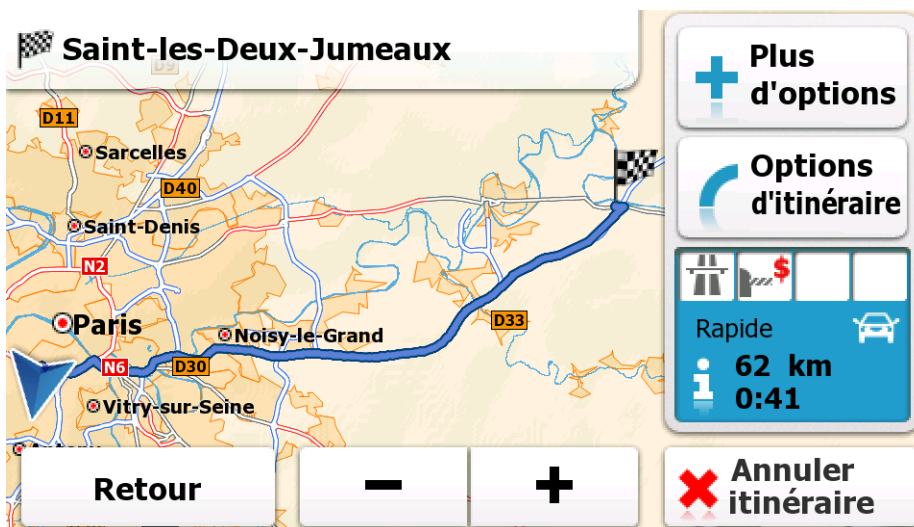 Saint-les-Deux-Jumeaux
D9
D11
Sarcelles
D40
Saint-Denis
N2
Paris
Noisy-le-Grand
D33
N6
D30
Vitry-sur-Seine
Retour
−
+
Plus
d'options
Options
d'itinéraire
$
Rapide
62 km
0:41
Annuler
itinéraire